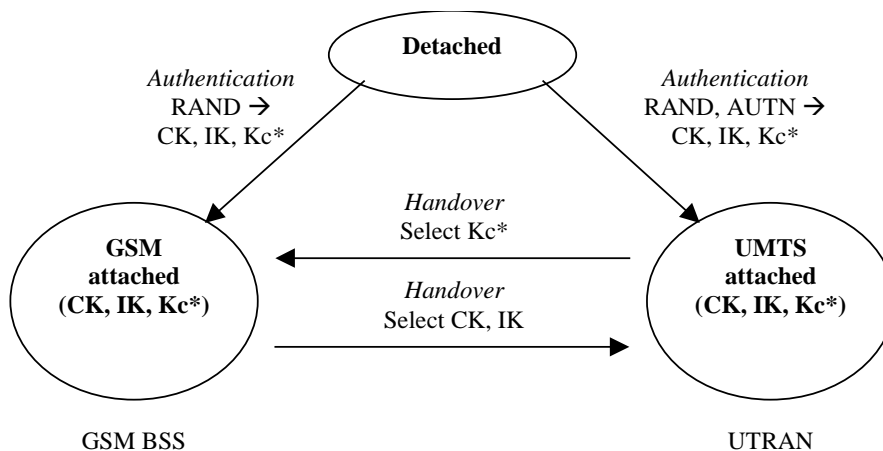 Detached
Authentication
RAND →
CK, IK, Kc*
Authentication
RAND, AUTN →
CK, IK, Kc*
Handover
Select Kc*
GSM
attached
(CK, IK, Kc*)
UMTS
attached
(CK, IK, Kc*)
Handover
Select CK, IK
GSM BSS
UTRAN